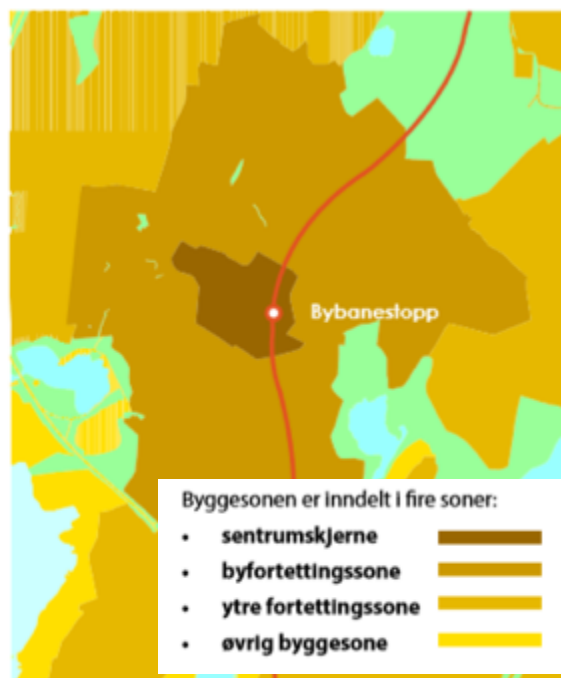 Bybanestopp
Byggesonen er inndelt i fire soner:
• sentrumskjerne
• byfortettingssone
• ytre fortettingssone
• øvrig byggesone